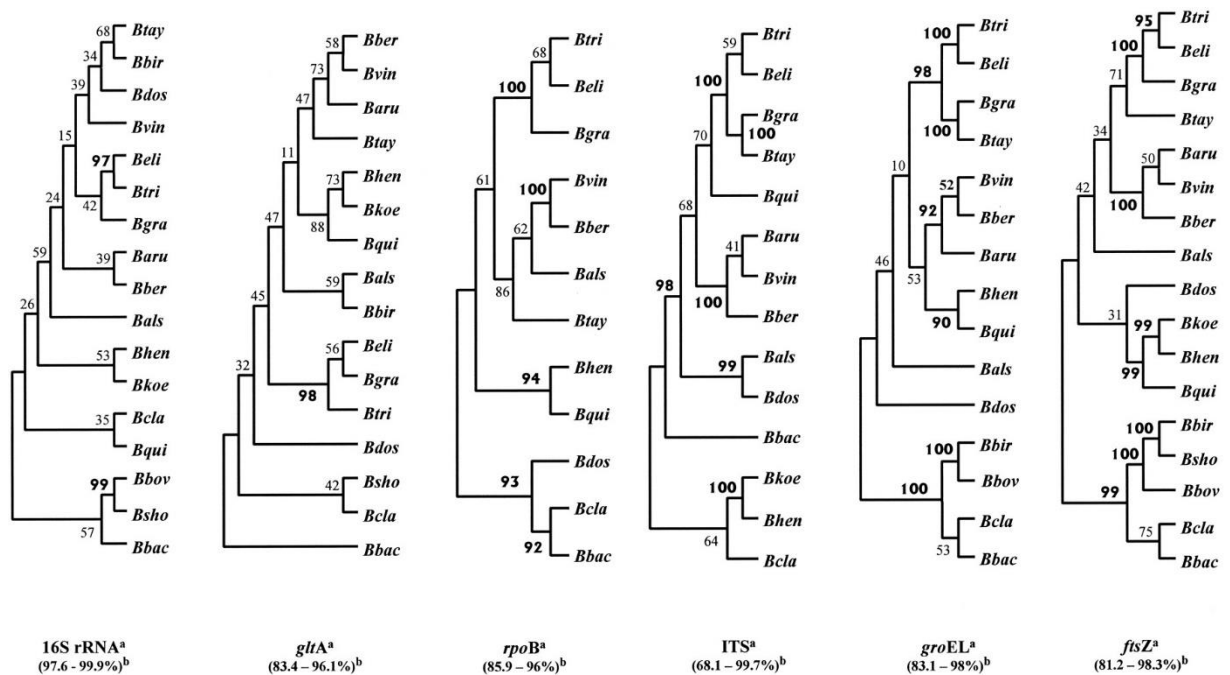 68
Btay
Bbir
34
Bdos
39
Bvin
15
97
Beli
Btri
42
Bgra
24
Baru
39
Bber
59
Bals
26
Bhen
53
Bkoe
Bcla
35
Bqui
Bbov
99
Bsho
57
Bbac
16S rRNAª
(97.6 - 99.9%)ᵇ
58
Bber
Bvin
73
Baru
47
Btay
11
73
Bhen
Bkoe
88
Bqui
47
Bals
59
Bbir
45
56
Beli
Bgra
98
Btri
32
Bdos
Bsho
42
Bcla
Bbac
gltAª
(83.4 – 96.1%)ᵇ
Btri
68
Beli
100
Bgra
61
Bvin
100
Bber
62
Bals
86
Btay
Bhen
94
Bqui
Bdos
93
Bcla
92
Bbac
rpoBª
(85.9 – 96%)ᵇ
Btri
59
Beli
100
Bgra
100
Btay
70
Bqui
68
Baru
41
Bvin
100
Bber
98
Bals
99
Bdos
Bbac
Bkoe
100
Bhen
64
Bcla
ITSª
(68.1 – 99.7%)ᵇ
Btri
100
Beli
98
Bgra
100
Btay
10
Bvin
52
Bber
92
Baru
53
Bhen
90
Bqui
46
Bals
Bdos
Bbir
100
Bbov
100
Bcla
53
Bbac
groELª
(83.1 – 98%)ᵇ
95
Btri
100
Beli
71
Bgra
Btay
34
Baru
50
Bvin
100
Bber
42
Bals
Bdos
31
Bkoe
99
Bhen
99
Bqui
Bbir
100
Bsho
100
Bbov
99
Bcla
75
Bbac
ftsZª
(81.2 – 98.3%)ᵇ